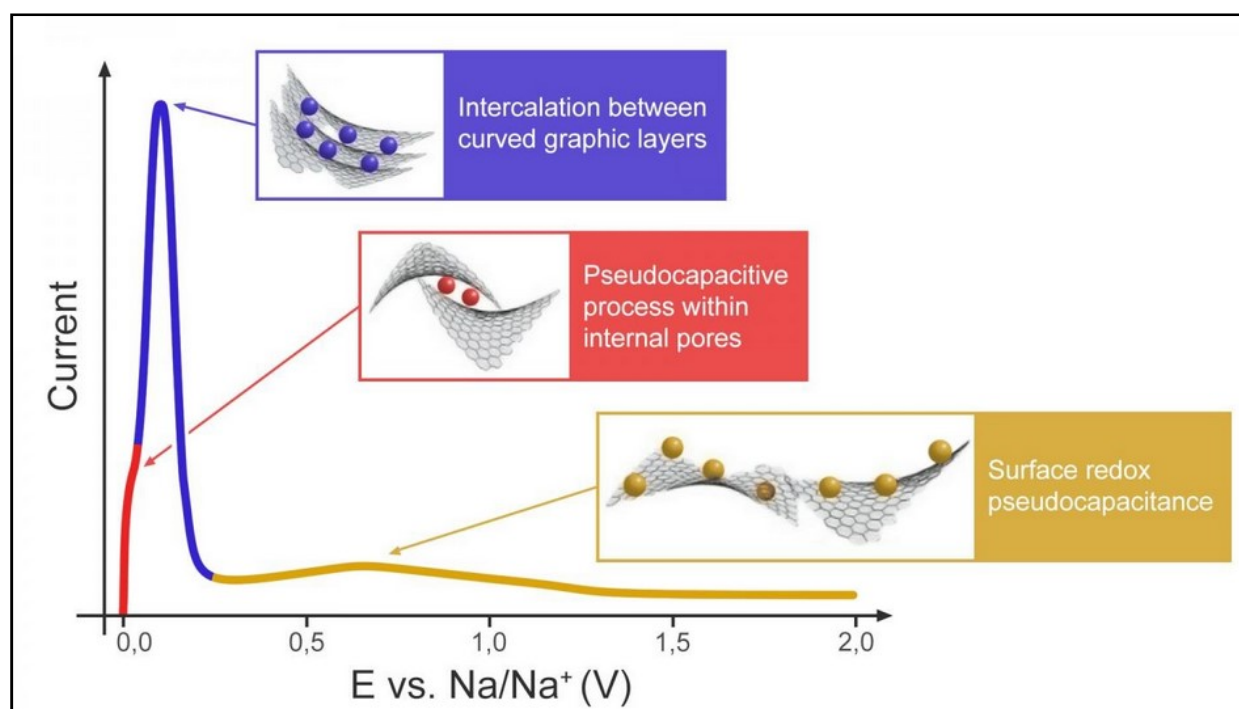 Intercalation between
curved graphic layers
Pseudocapacitive
process within
internal pores
Surface redox
pseudocapacitance
Current
0,0
0,5
1,0
1,5
2,0
E vs. Na/Na⁺ (V)